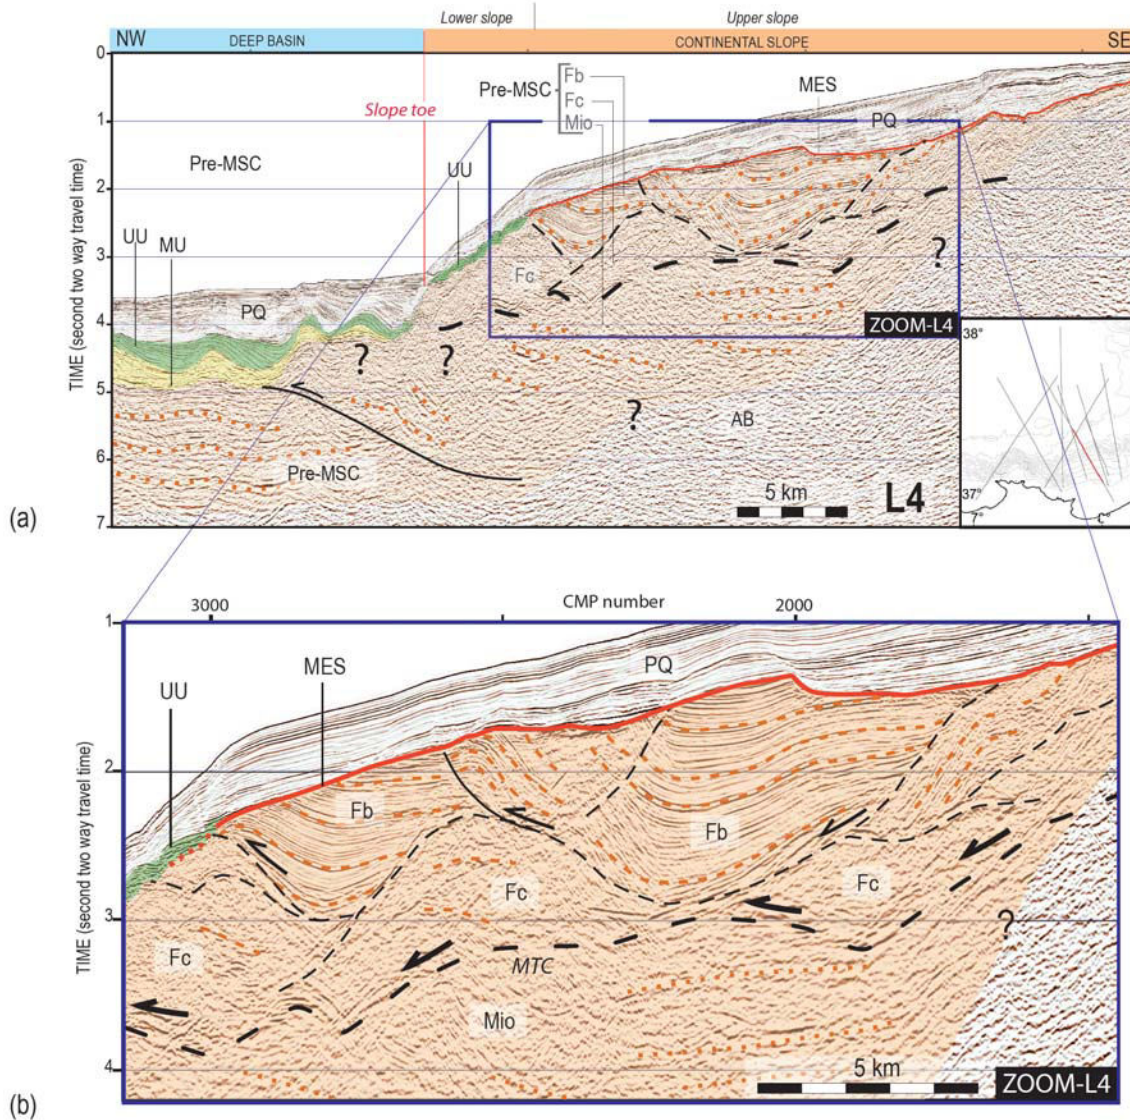 Lower slope
Upper slope
NW
DEEP BASIN
CONTINENTAL SLOPE
SE
0
Pre-MSC
Fb
Fc
Mio
MES
Slope toe
1
PQ
Pre-MSC
UU
2
UU
MU
3
Fc
?
PQ
ZOOM-L4
4
?
?
38°
5
?
AB
6
Pre-MSC
5 km
L4
37°
7
7°
TIME (second two way travel time)
(a)
3000
CMP number
2000
1
MES
PQ
UU
2
Fb
Fb
Fc
Fc
3
?
Fc
MTC
Mio
4
5 km
ZOOM-L4
TIME (second two way travel time)
(b)